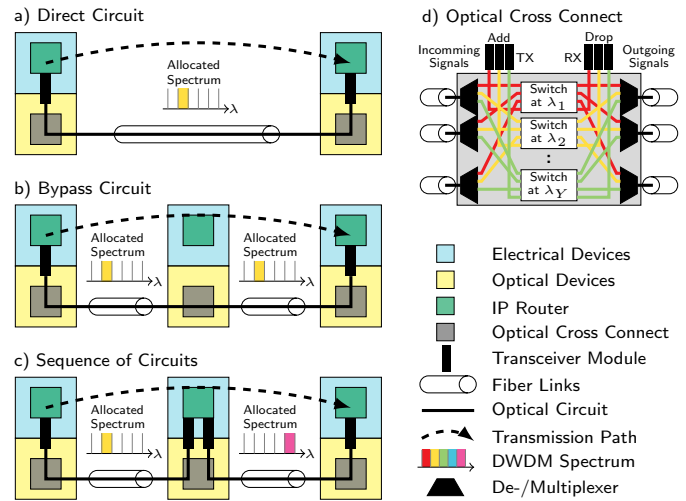 a) Direct Circuit
Allocated
Spectrum
λ
b) Bypass Circuit
Allocated
Spectrum
λ
Allocated
Spectrum
λ
c) Sequence of Circuits
Allocated
Spectrum
λ
Allocated
Spectrum
λ
d) Optical Cross Connect
Incomming
Signals
Add
TX
Drop
RX
Outgoing
Signals
Switch
at λ1
Switch
at λ2
:
Switch
at λY
Electrical Devices
Optical Devices
IP Router
Optical Cross Connect
Transceiver Module
Fiber Links
Optical Circuit
Transmission Path
DWDM Spectrum
De-/Multiplexer